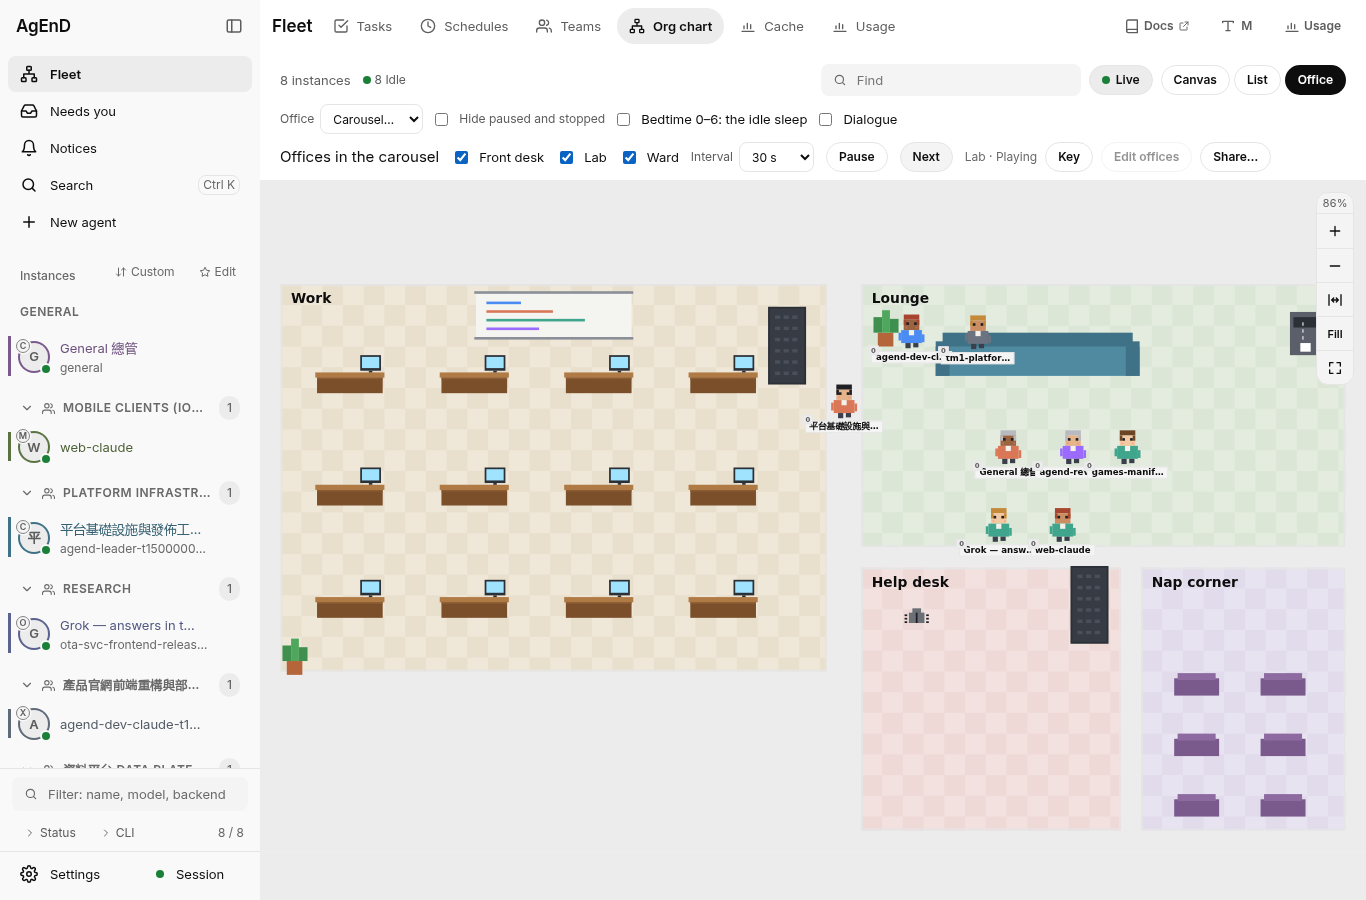 AgEnD
Fleet
Needs you
Notices
Search
Ctrl K
New agent
Instances
Custom
Edit
GENERAL
C
G
General 總管
general
MOBILE CLIENTS (IO...
1
M
W
web-claude
PLATFORM INFRASTR...
1
C
平
平台基礎設施與發佈工...
agend-leader-t1500000...
RESEARCH
1
O
G
Grok — answers in t...
ota-svc-frontend-releas...
產品官網前端重構與部...
1
X
A
agend-dev-claude-t1...
Filter: name, model, backend
Status
CLI
8 / 8
Settings
Session
Fleet
Tasks
Schedules
Teams
Org chart
Cache
Usage
Docs
M
Usage
8 instances
8 Idle
Find
Live
Canvas
List
Office
Office
Carousel...
Hide paused and stopped
Bedtime 0–6: the idle sleep
Dialogue
Offices in the carousel
Front desk
Lab
Ward
Interval
30 s
Pause
Next
Lab · Playing
Key
Edit offices
Share...
86%
Fill
Work
Lounge
agend-dev-cl...
tm1-platfor...
平台基礎設施與...
General 總管
agend-rev
games-manif...
Grok — answ...
web-claude
Help desk
Nap corner